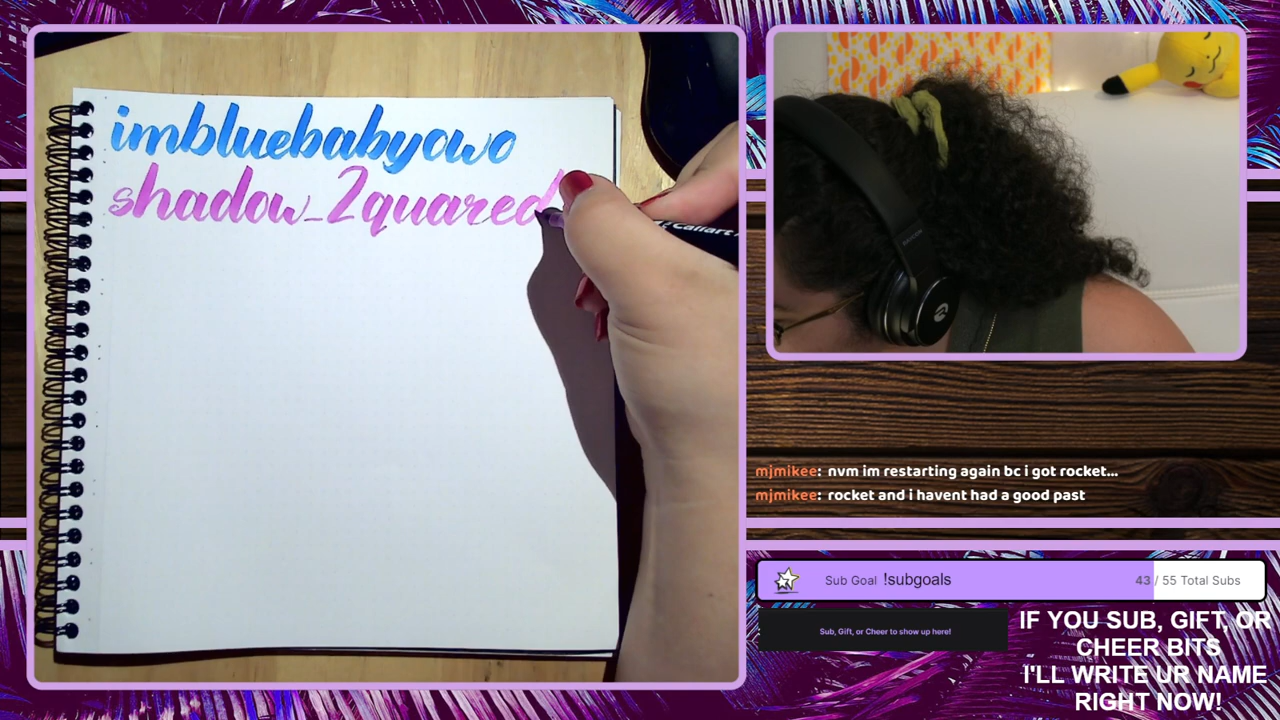 imbluebabyowo
shadow_2quared
Callart
mjmikee: nvm im restarting again bc i got rocket...
mjmikee: rocket and i havent had a good past
Sub Goal !subgoals
43 / 55 Total Subs
Sub, Gift, or Cheer to show up here!
IF YOU SUB, GIFT, OR
CHEER BITS
I'LL WRITE UR NAME
RIGHT NOW!